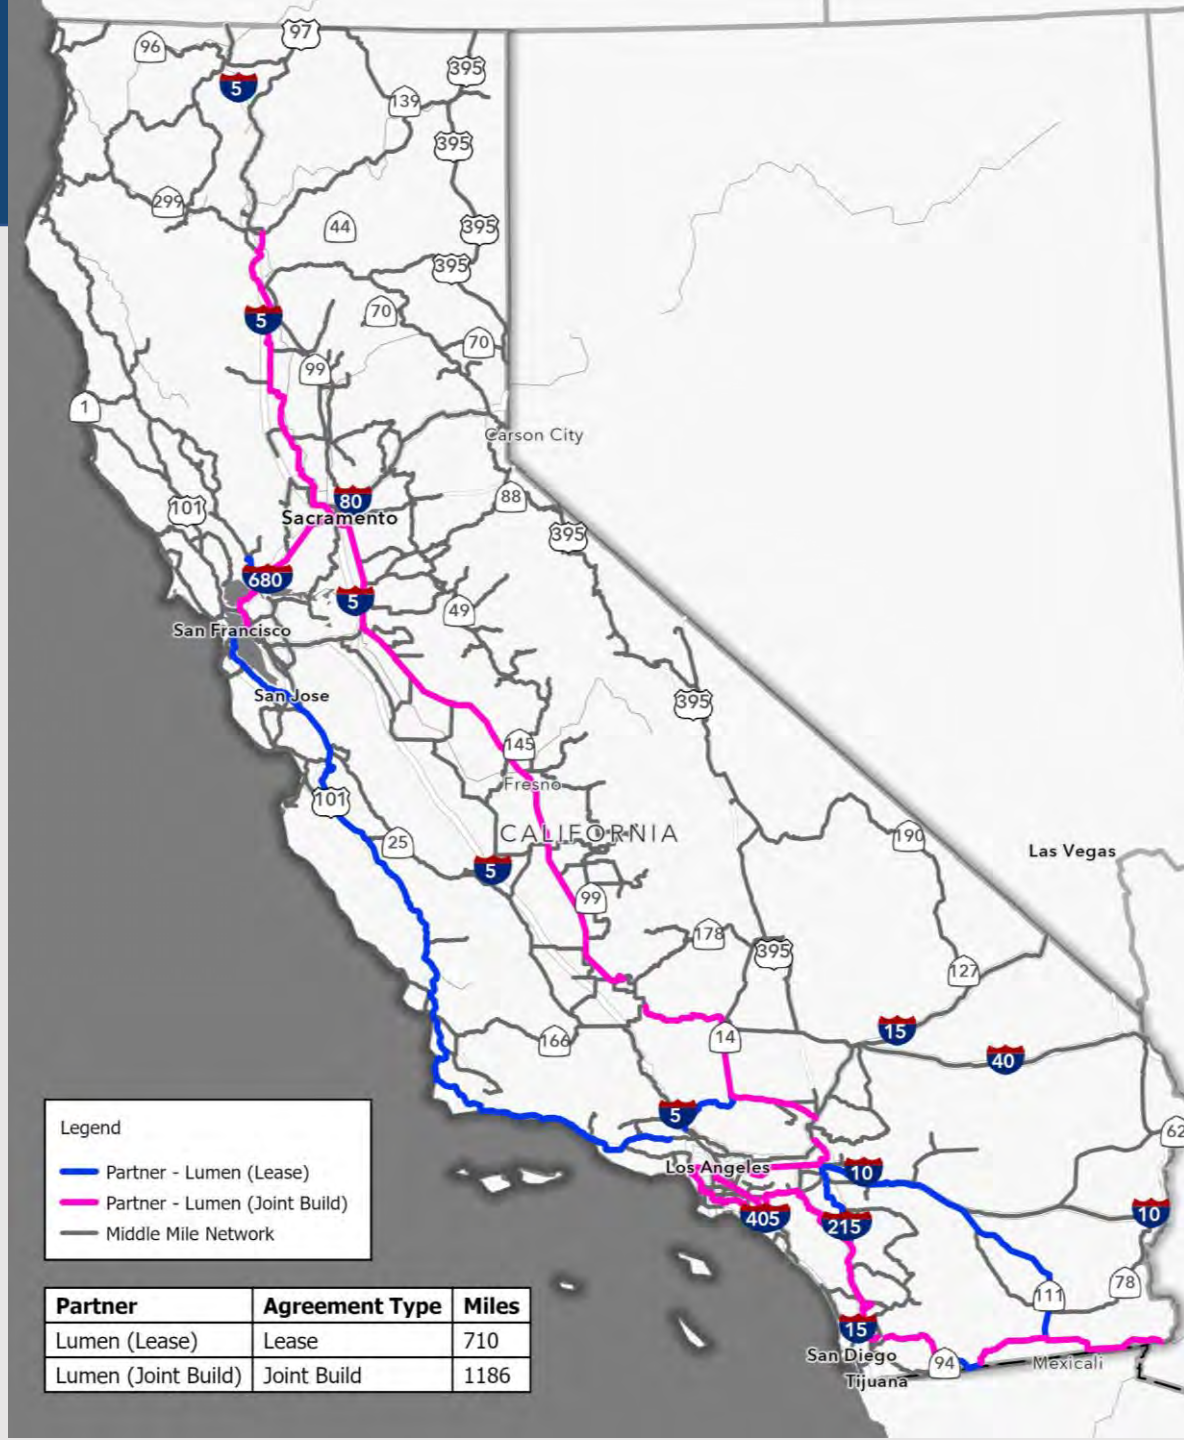 97
96
5
395
139
395
299
44
395
395
5
70
70
99
1
Carson City
80
88
101
Sacramento
395
680
5
49
San Francisco
San Jose
395
145
Fresno
101
CALIFORNIA
190
25
Las Vegas
5
99
178
395
127
15
166
14
40
5
62
Los Angeles
10
405
215
10
111
78
15
San Diego
94
Mexicali
Tijuana
Legend
Partner - Lumen (Lease)
Partner - Lumen (Joint Build)
Middle Mile Network
Partner Agreement Type Miles
Lumen (Lease) Lease 710
Lumen (Joint Build) Joint Build 1186